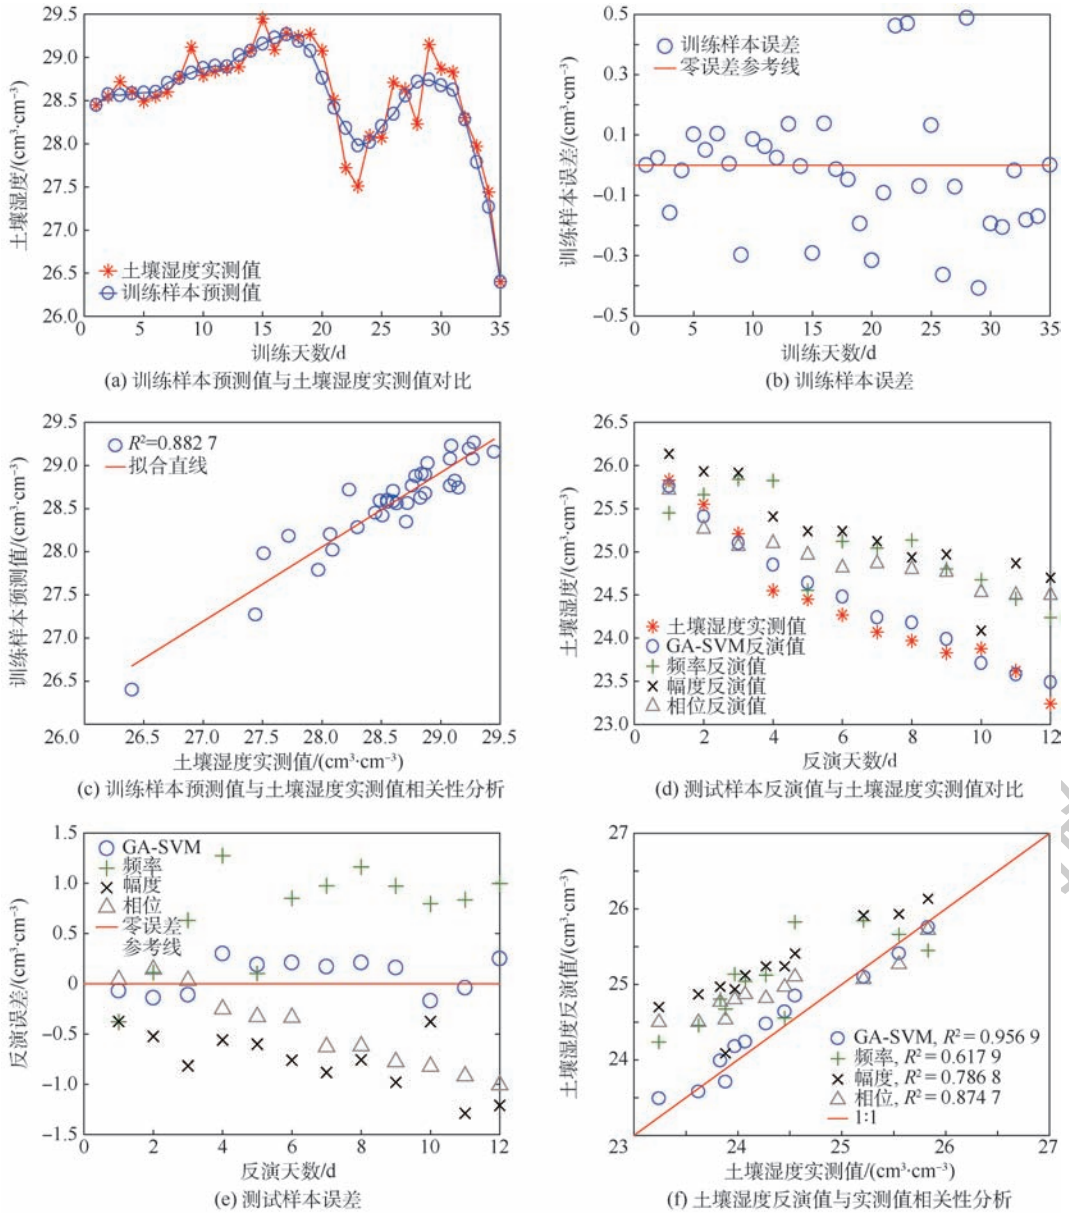 29.5
29.0
28.5
28.0
27.5
27.0
26.5
26.0
土壤湿度/(cm³·cm⁻³)
土壤湿度实测值
训练样本预测值
0 5 10 15 20 25 30 35
训练天数/d
(a) 训练样本预测值与土壤湿度实测值对比
0.5
0.3
0.1
−0.1
−0.3
−0.5
训练样本误差/(cm³·cm⁻³)
训练样本误差
零误差参考线
0 5 10 15 20 25 30 35
训练天数/d
(b) 训练样本误差
29.5
29.0
28.5
28.0
27.5
27.0
26.5
训练样本预测值/(cm³·cm⁻³)
R²=0.882 7
拟合直线
26.0 27.0 27.5 28.0 28.5 29.0 29.5
土壤湿度实测值/(cm³·cm⁻³)
(c) 训练样本预测值与土壤湿度实测值相关性分析
26.5
26.0
25.5
25.0
24.5
24.0
23.5
23.0
土壤湿度/(cm³·cm⁻³)
土壤湿度实测值
GA-SVM反演值
频率反演值
幅度反演值
相位反演值
0 2 4 6 8 10 12
反演天数/d
(d) 测试样本反演值与土壤湿度实测值对比
1.5
1.0
0.5
0
−0.5
−1.0
−1.5
反演误差/(cm³·cm⁻³)
GA-SVM
频率
幅度
相位
零误差
参考线
0 2 4 6 8 10 12
反演天数/d
(e) 测试样本误差
27
26
25
24
23
土壤湿度反演值/(cm³·cm⁻³)
GA-SVM, R²=0.956 9
频率, R²=0.617 9
幅度, R²=0.786 8
相位, R²=0.874 7
1:1
24 25 26 27
土壤湿度实测值/(cm³·cm⁻³)
(f) 土壤湿度反演值与实测值相关性分析